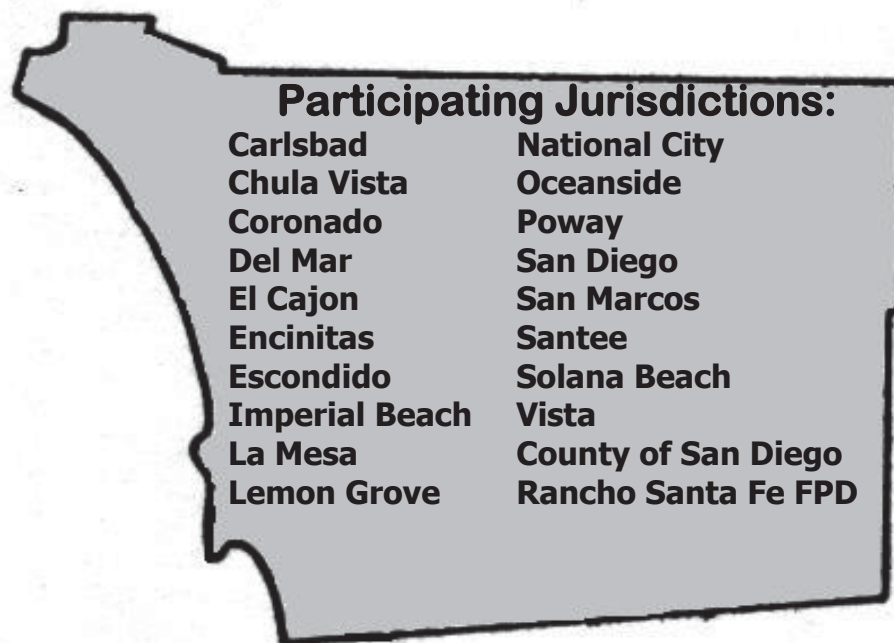 Participating Jurisdictions:
Carlsbad
Chula Vista
Coronado
Del Mar
El Cajon
Encinitas
Escondido
Imperial Beach
La Mesa
Lemon Grove
National City
Oceanside
Poway
San Diego
San Marcos
Santee
Solana Beach
Vista
County of San Diego
Rancho Santa Fe FPD